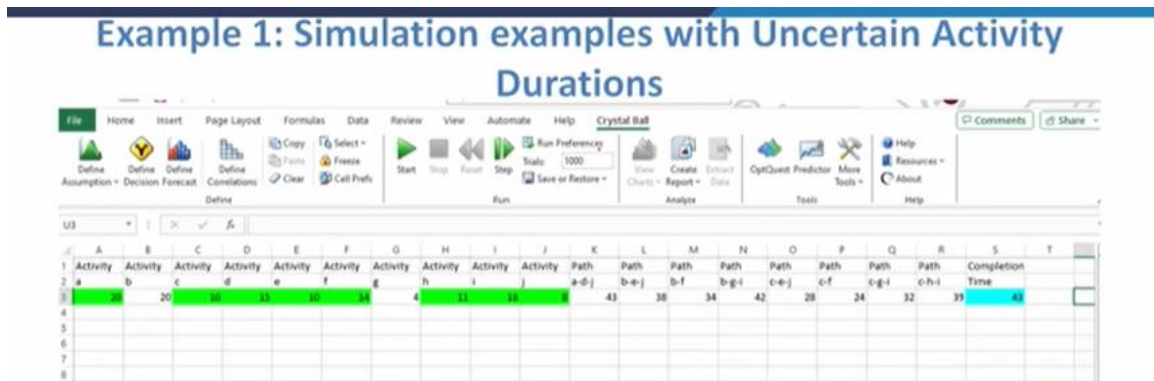 Example 1: Simulation examples with Uncertain Activity
Durations
File Home Insert Page Layout Formulas Data Review View Automate Help Crystal Ball Comments Share
Define Assumption Define Decision Define Forecast Define Correlations Copy Paste Clear Select Freeze Cell Prefs Start Stop Reset Step Run Preferences Trials: 1000 Save or Restore View Charts Create Report Extract Data OptQuest Predictor More Tools Help Resources About
Define Run Analyze Tools Help
U3 fx
A B C D E F G H I J K L M N O P Q R S T
1 Activity Activity Activity Activity Activity Activity Activity Activity Activity Activity Path Path Path Path Path Path Path Path Completion
2 a b c d e f g h i j a-d-j b-e-j b-f b-g-i c-e-j c-f c-g-i c-h-i Time
3 20 20 10 15 10 14 4 11 18 8 43 38 34 42 28 24 32 39 43
4
5
6
7
8